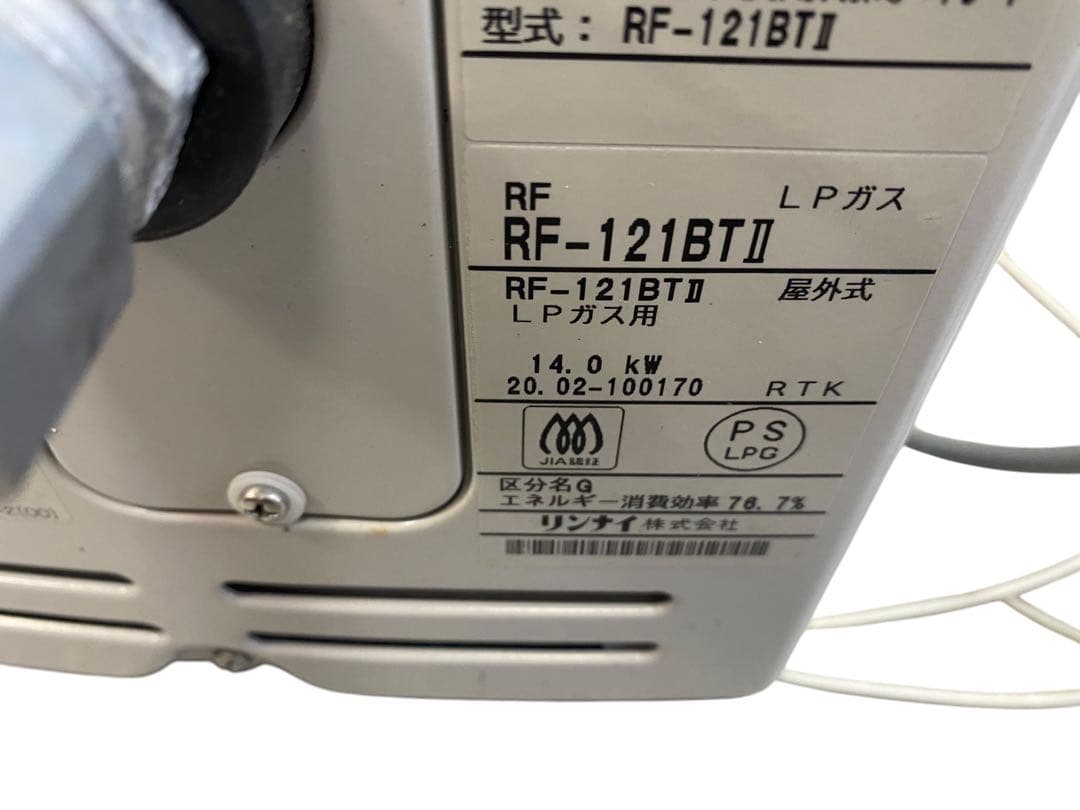 型式： RF-121BTⅡ
RF LPガス
RF-121BTⅡ
RF-121BTⅡ 屋外式
LPガス用
14.0 kW
20.02-100170 RTK
JIA認証
PS
LPG
区分名G
エネルギー消費効率 76.7%
リンナイ株式会社